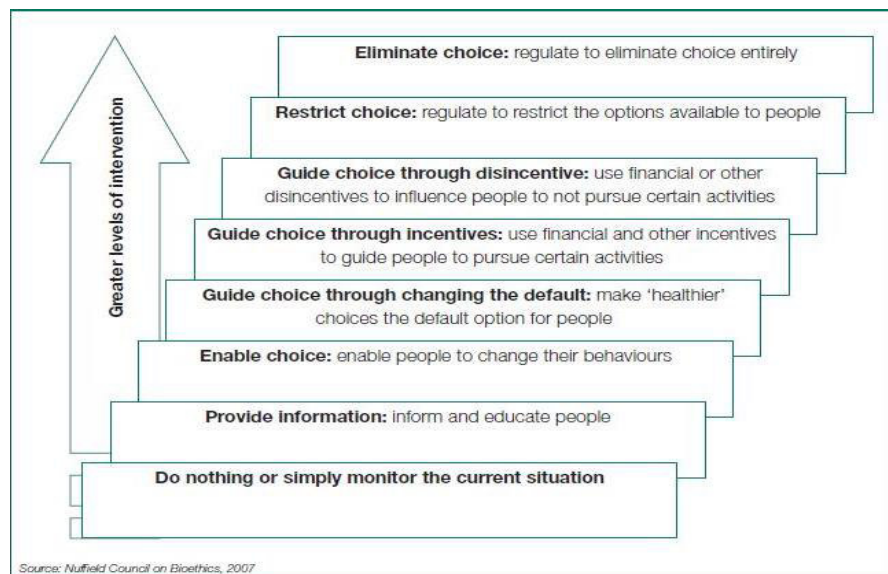 Greater levels of intervention
Eliminate choice: regulate to eliminate choice entirely
Restrict choice: regulate to restrict the options available to people
Guide choice through disincentive: use financial or other
disincentives to influence people to not pursue certain activities
Guide choice through incentives: use financial and other incentives
to guide people to pursue certain activities
Guide choice through changing the default: make ‘healthier’
choices the default option for people
Enable choice: enable people to change their behaviours
Provide information: inform and educate people
Do nothing or simply monitor the current situation
Source: Nuffield Council on Bioethics, 2007